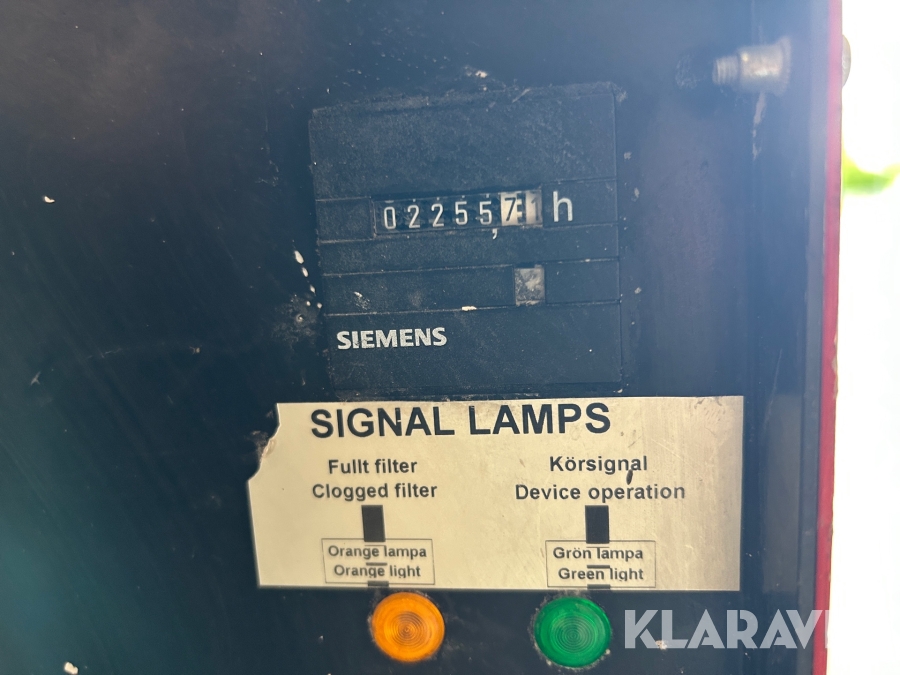 02255,71 h
SIEMENS
SIGNAL LAMPS
Fullt filter
Clogged filter
Körsignal
Device operation
Orange lampa
Orange light
Grön lampa
Green light